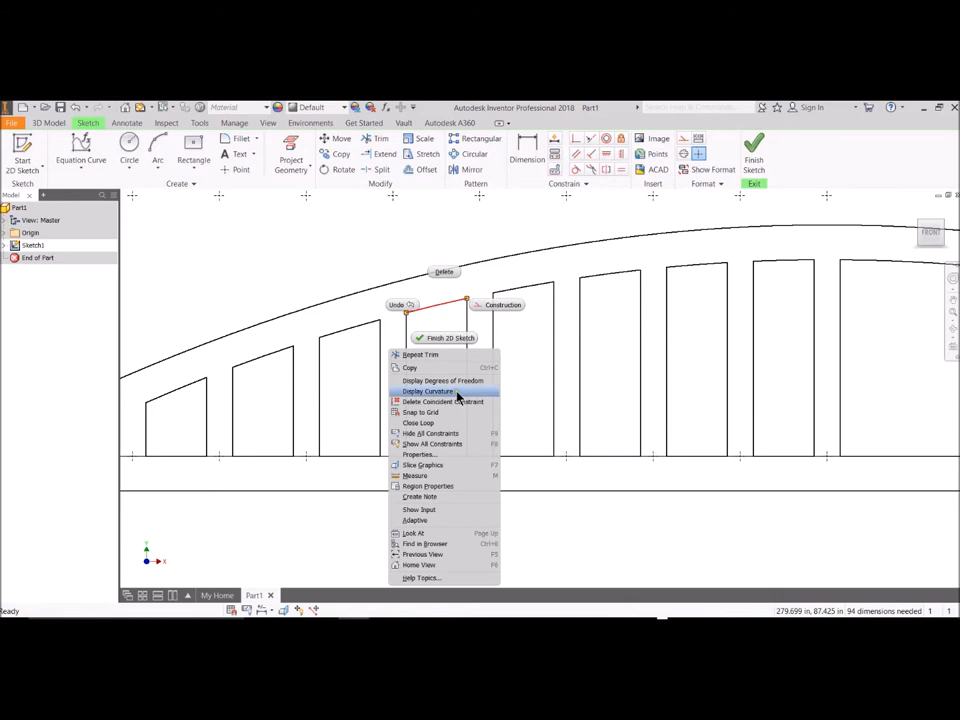 Material
Default
Autodesk Inventor Professional 2018 Part1
Search Help & Commands...
Sign In
File
3D Model
Sketch
Annotate
Inspect
Tools
Manage
View
Environments
Get Started
Vault
Autodesk A360
Start
2D Sketch
Equation Curve
Circle
Arc
Rectangle
Fillet
Text
Point
Project
Geometry
Move
Copy
Rotate
Trim
Extend
Split
Scale
Stretch
Offset
Rectangular
Circular
Mirror
Dimension
Image
Points
ACAD
Show Format
Finish
Sketch
Sketch
Create
Modify
Pattern
Constrain
Insert
Format
Exit
Model
Part1
View: Master
Origin
Sketch1
End of Part
FRONT
Delete
Undo
Construction
Finish 2D Sketch
Repeat Trim
Copy Ctrl+C
Display Degrees of Freedom
Display Curvature
Delete Coincident Constraint
Snap to Grid
Close Loop
Hide All Constraints F9
Show All Constraints F8
Properties...
Slice Graphics F7
Measure M
Region Properties
Create Note
Show Input
Adaptive
Look At Page Up
Find in Browser Ctrl+B
Previous View F5
Home View F6
Help Topics...
Y
X
My Home
Part1
Ready
279.699 in, 87.425 in 94 dimensions needed 1 1